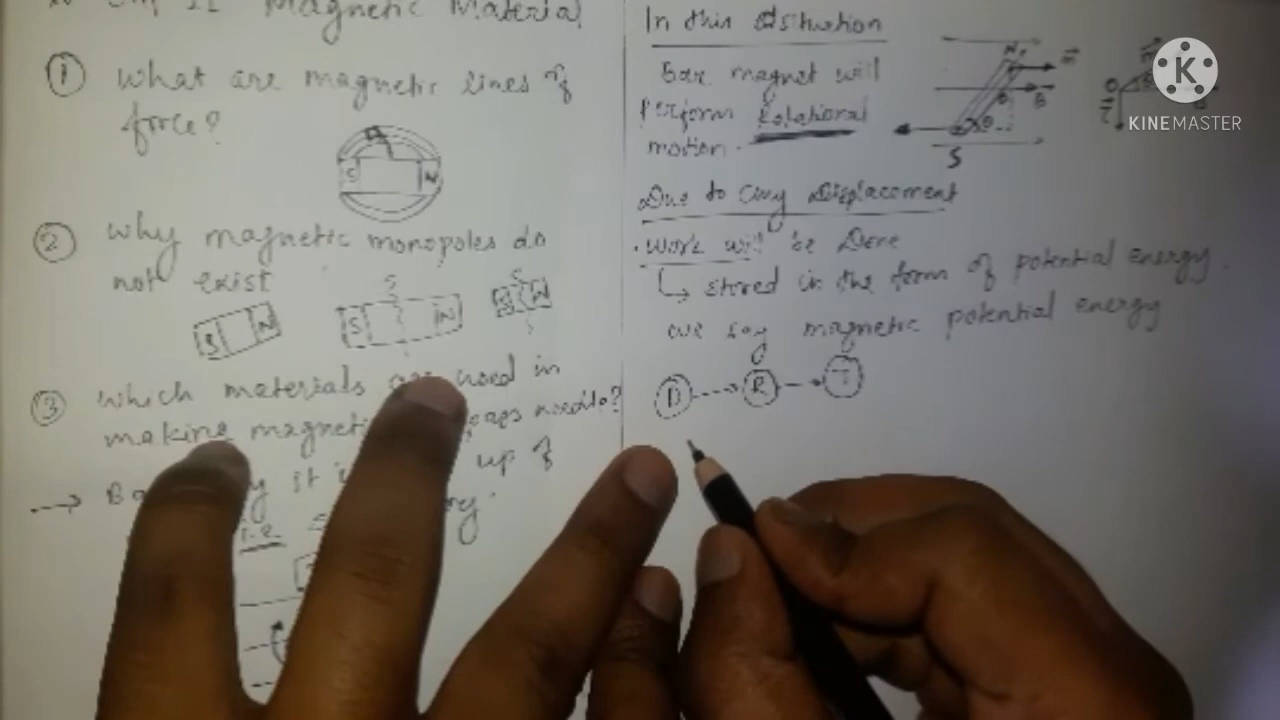 Magnetic Material
① What are magnetic lines of
force?
S N
② Why magnetic monopoles do
not exist
S N S N S N
③ Which materials are used in
making
→ up of
i.e
In this situation
Bar magnet will
perform Rotational
motion.
S
Due to any Displacement
• Work will be Done
↳ stored in the form of potential energy.
we say magnetic potential energy
D → R → T
K
KINEMASTER